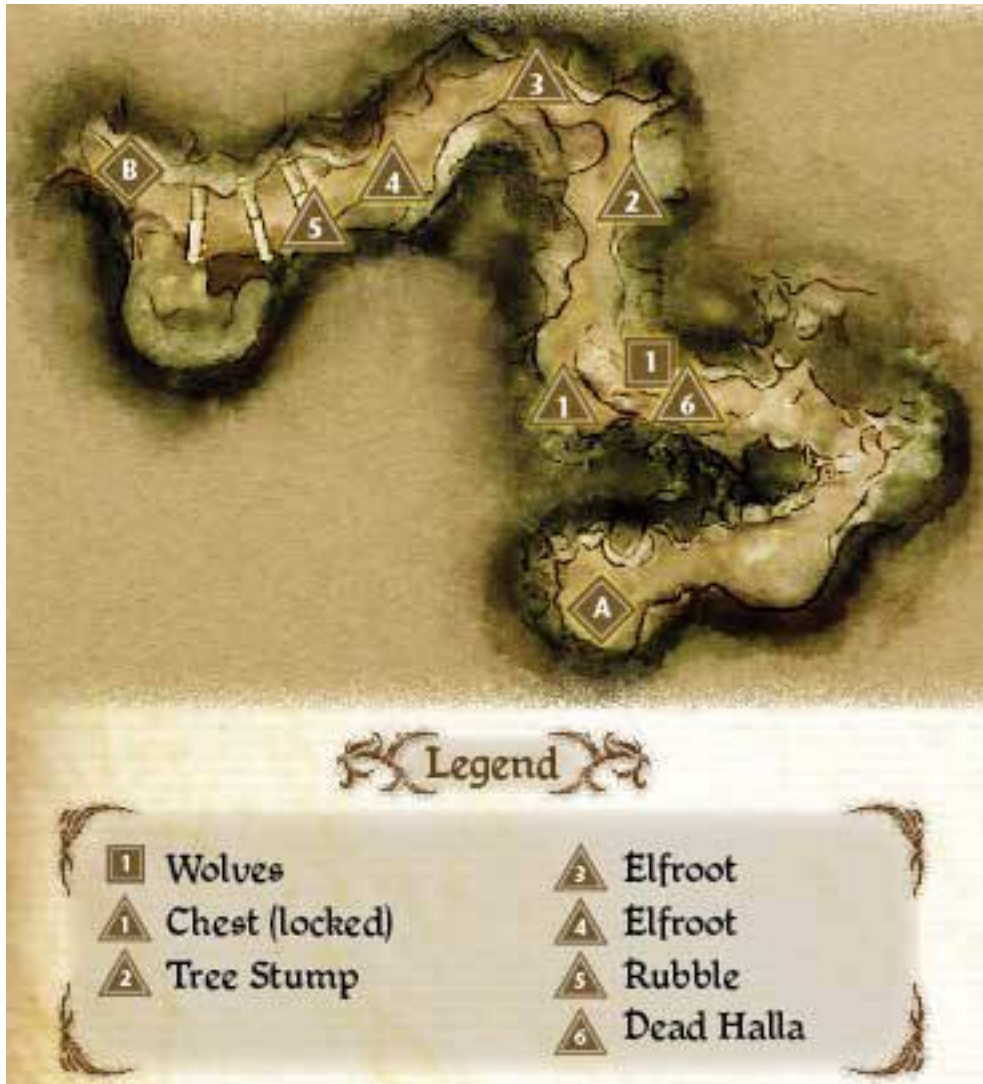 3
B
4
2
5
1
1
6
A
Legend
1 Wolves
1 Chest (locked)
2 Tree Stump
3 Elfroot
4 Elfroot
5 Rubble
6 Dead Halla